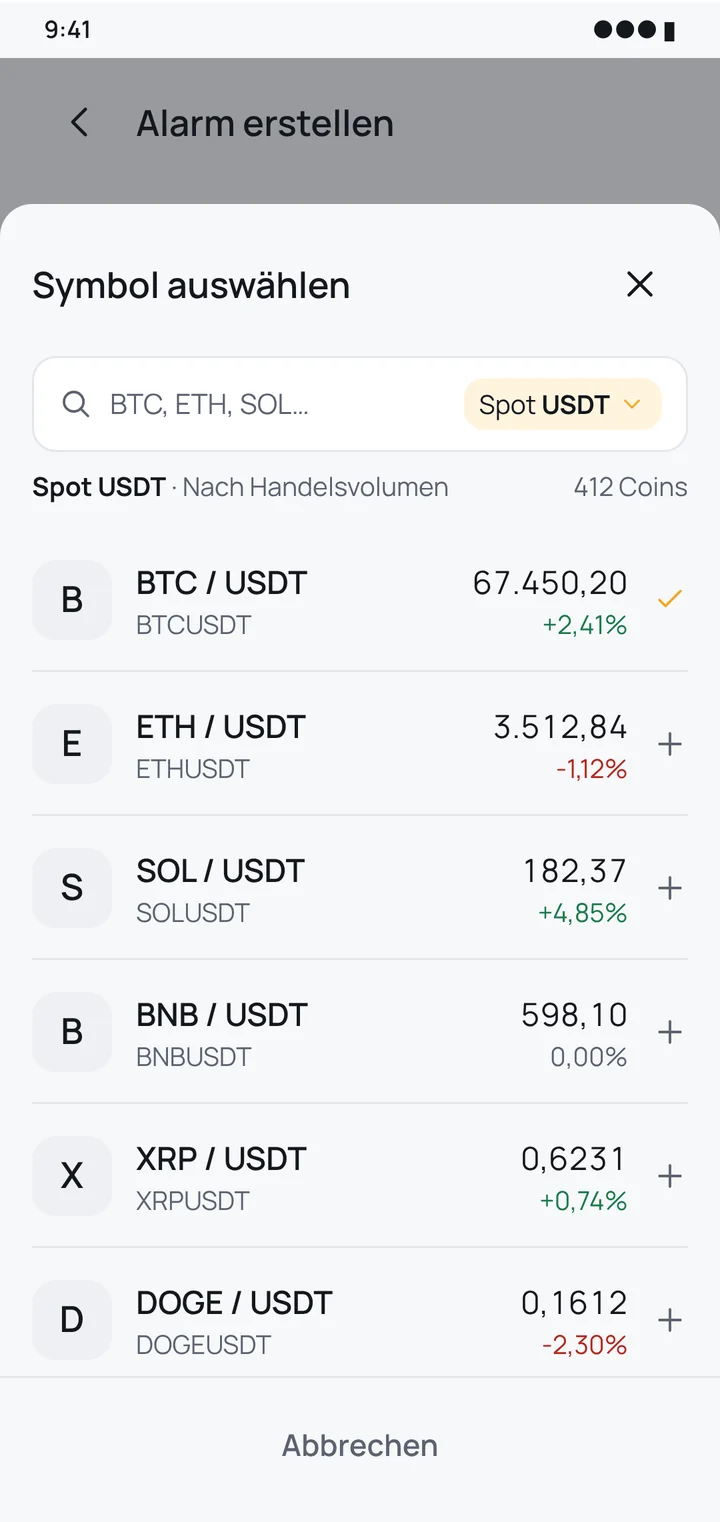 9:41
Alarm erstellen
Symbol auswählen
BTC, ETH, SOL... Spot USDT
Spot USDT · Nach Handelsvolumen 412 Coins
B BTC / USDT 67.450,20
BTCUSDT +2,41%
E ETH / USDT 3.512,84
ETHUSDT -1,12%
S SOL / USDT 182,37
SOLUSDT +4,85%
B BNB / USDT 598,10
BNBUSDT 0,00%
X XRP / USDT 0,6231
XRPUSDT +0,74%
D DOGE / USDT 0,1612
DOGEUSDT -2,30%
Abbrechen